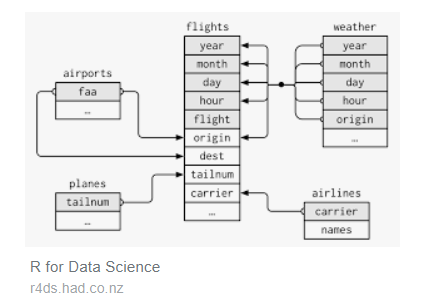 flights
year
month
day
hour
flight
origin
dest
tailnum
carrier
...
weather
year
month
day
hour
origin
...
airports
faa
...
planes
tailnum
...
airlines
carrier
names
R for Data Science
r4ds.had.co.nz